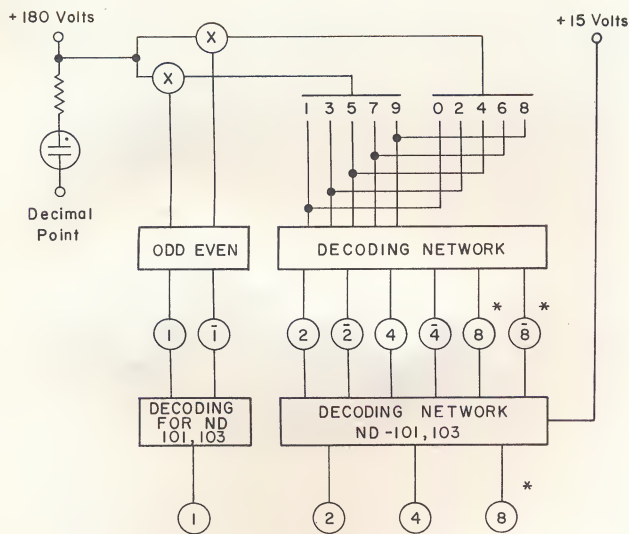 +180 Volts
+15 Volts
X
X
1 3 5 7 9 0 2 4 6 8
Decimal
Point
ODD EVEN
DECODING NETWORK
* *
1 1̄ 2 2̄ 4 4̄ 8 8̄
DECODING
FOR ND
101,103
DECODING NETWORK
ND-101,103
*
1 2 4 8